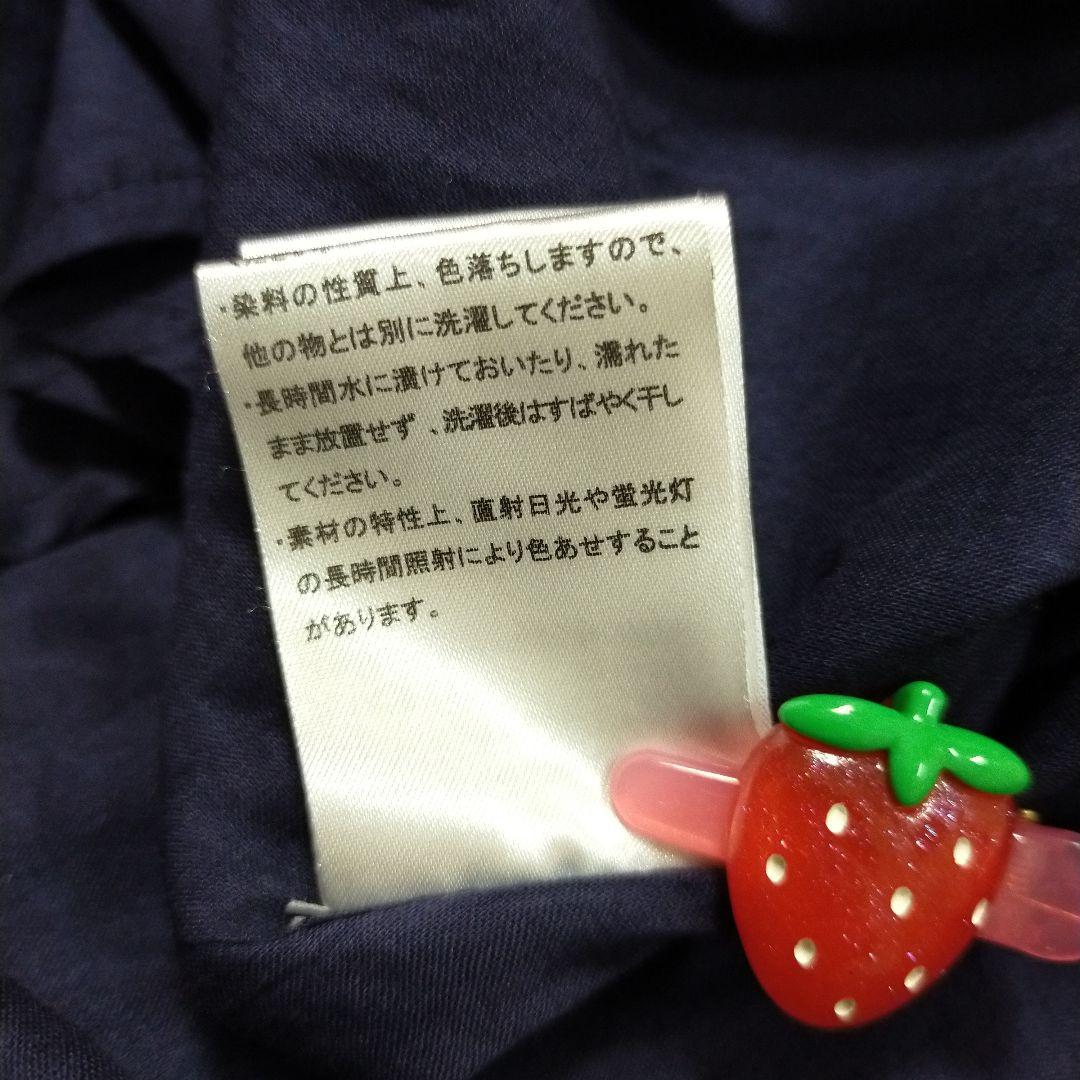 ・染料の性質上、色落ちしますので、
他の物とは別に洗濯してください。
・長時間水に漬けておいたり、濡れた
まま放置せず、洗濯後はすばやく干し
てください。
・素材の特性上、直射日光や蛍光灯
の長時間照射により色あせすること
があります。